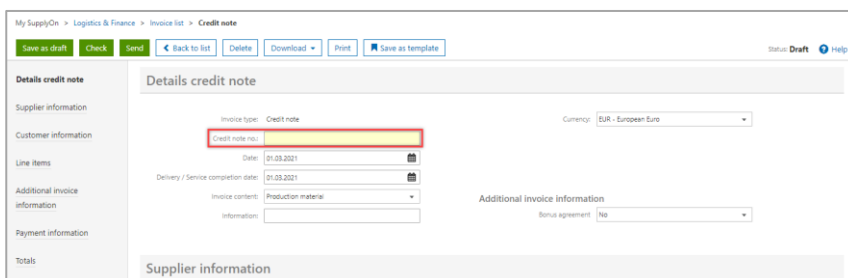 My SupplyOn > Logistics & Finance > Invoice list > Credit note
Save as draft Check Send Back to list Delete Download Print Save as template Status: Draft Help
Details credit note
Supplier information
Customer information
Line items
Additional invoice
information
Payment information
Totals
Details credit note
Invoice type: Credit note
Credit note no.:
Date: 01.03.2021
Delivery / Service completion date: 01.03.2021
Invoice content: Production material
Information:
Currency: EUR - European Euro
Additional invoice information
Bonus agreement No
Supplier information